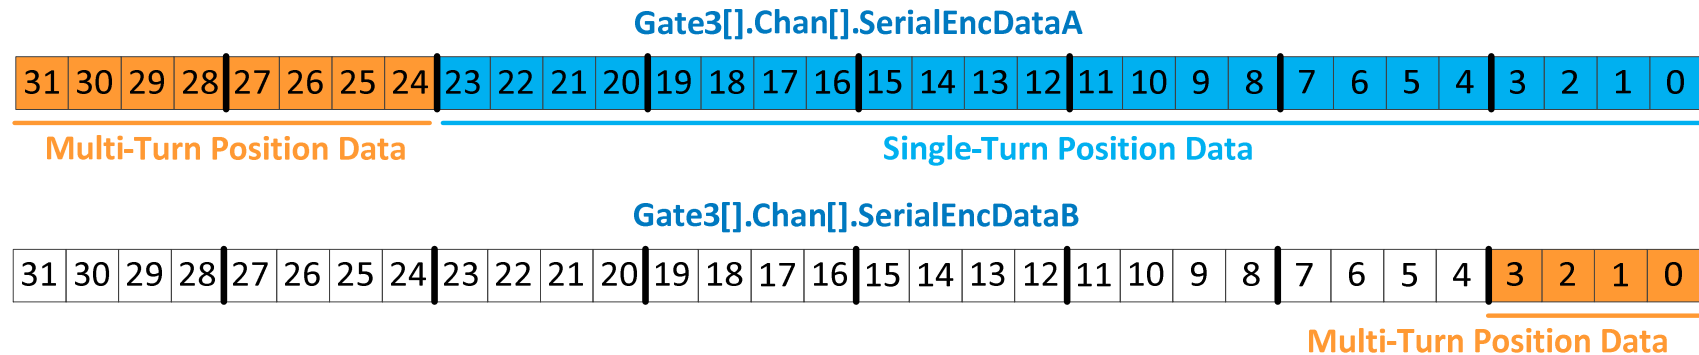 Gate3[].Chan[].SerialEncDataA
31 30 29 28 27 26 25 24 23 22 21 20 19 18 17 16 15 14 13 12 11 10 9 8 7 6 5 4 3 2 1 0
Multi-Turn Position Data Single-Turn Position Data
Gate3[].Chan[].SerialEncDataB
31 30 29 28 27 26 25 24 23 22 21 20 19 18 17 16 15 14 13 12 11 10 9 8 7 6 5 4 3 2 1 0
Multi-Turn Position Data